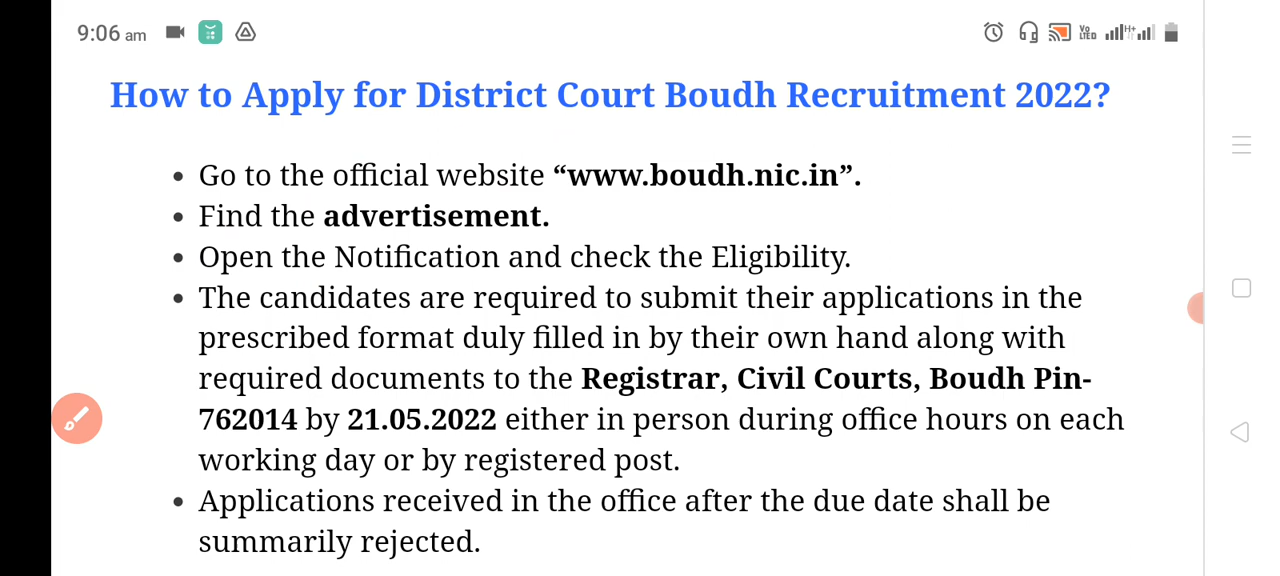 9:06 am
How to Apply for District Court Boudh Recruitment 2022?
• Go to the official website “www.boudh.nic.in”.
• Find the advertisement.
• Open the Notification and check the Eligibility.
• The candidates are required to submit their applications in the
prescribed format duly filled in by their own hand along with
required documents to the Registrar, Civil Courts, Boudh Pin-
762014 by 21.05.2022 either in person during office hours on each
working day or by registered post.
• Applications received in the office after the due date shall be
summarily rejected.